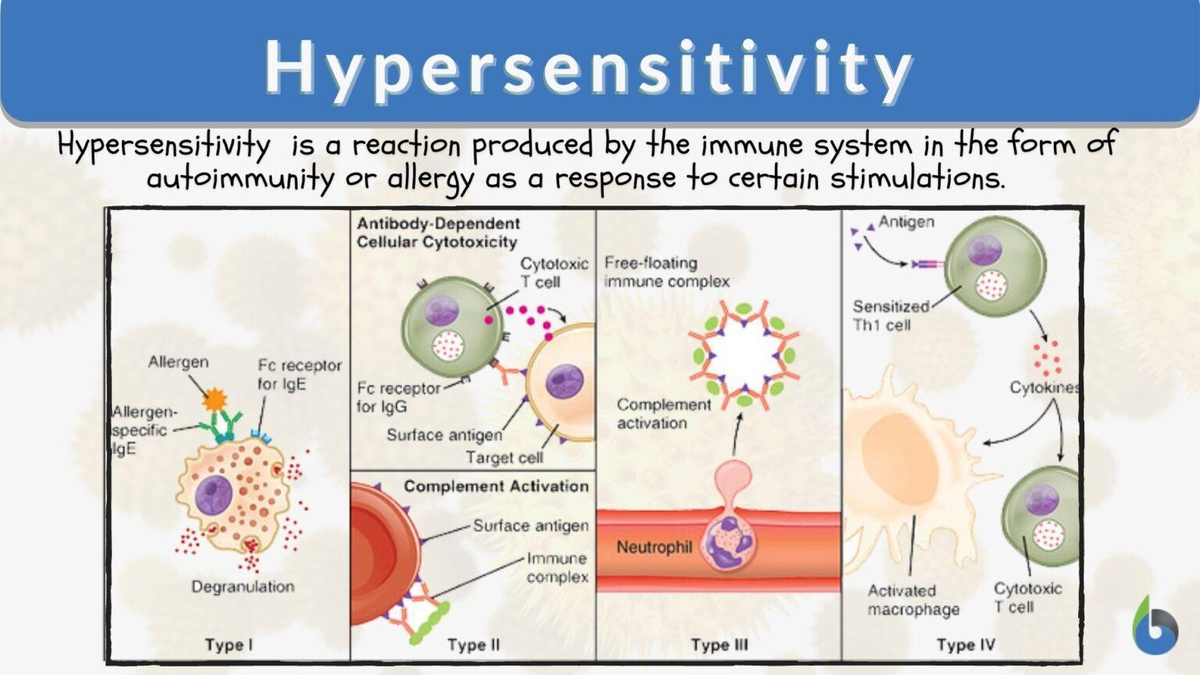 Hypersensitivity
Hypersensitivity is a reaction produced by the immune system in the form of
autoimmunity or allergy as a response to certain stimulations.
Allergen
Fc receptor
for IgE
Allergen-
specific
IgE
Degranulation
Type I
Antibody-Dependent
Cellular Cytotoxicity
Cytotoxic
T cell
Fc receptor
for IgG
Surface antigen
Target cell
Complement Activation
Surface antigen
Immune
complex
Type II
Free-floating
immune complex
Complement
activation
Neutrophil
Type III
Antigen
Sensitized
Th1 cell
Cytokines
Activated
macrophage
Cytotoxic
T cell
Type IV